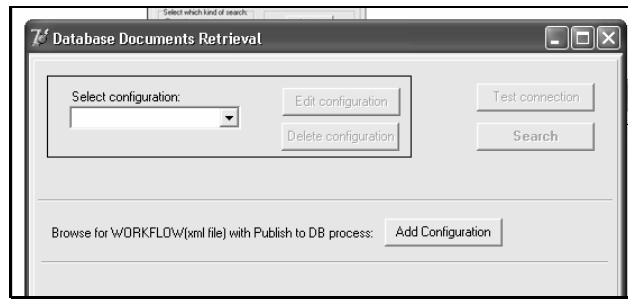 Select which kind of search:
Database Documents Retrieval
Select configuration:
Edit configuration
Test connection
Delete configuration
Search
Browse for WORKFLOW(xml file) with Publish to DB process:
Add Configuration